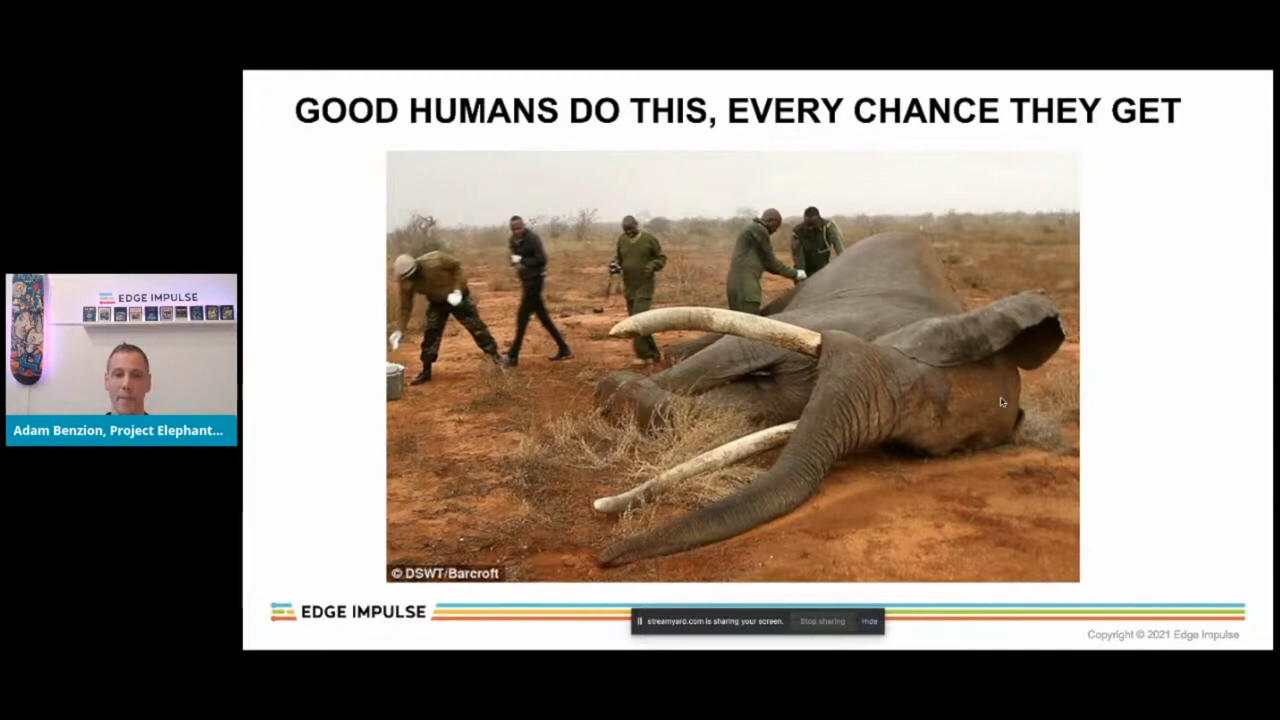 GOOD HUMANS DO THIS, EVERY CHANCE THEY GET
EDGE IMPULSE
Adam Benzion, Project Elephant...
© DSWT/Barcroft
EDGE IMPULSE
streamyard.com is sharing your screen. Stop sharing Hide
Copyright © 2021 Edge Impulse